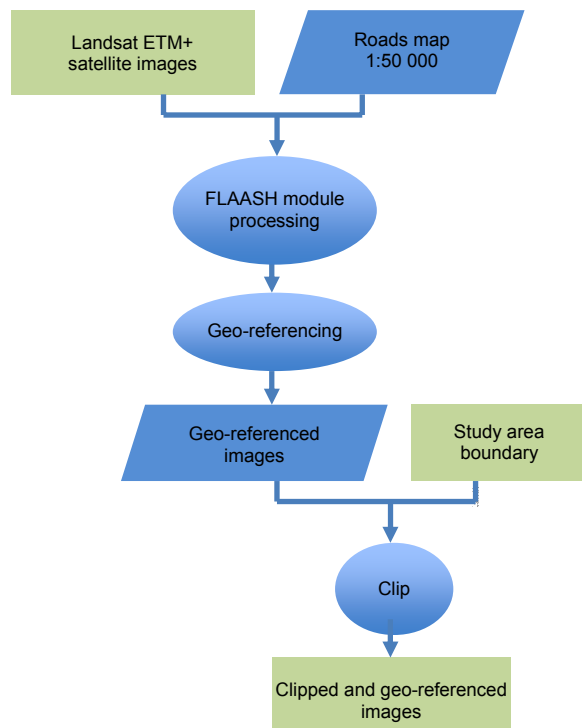 Landsat ETM+
satellite images
Roads map
1:50 000
FLAASH module
processing
Geo-referencing
Geo-referenced
images
Study area
boundary
Clip
Clipped and geo-referenced
images